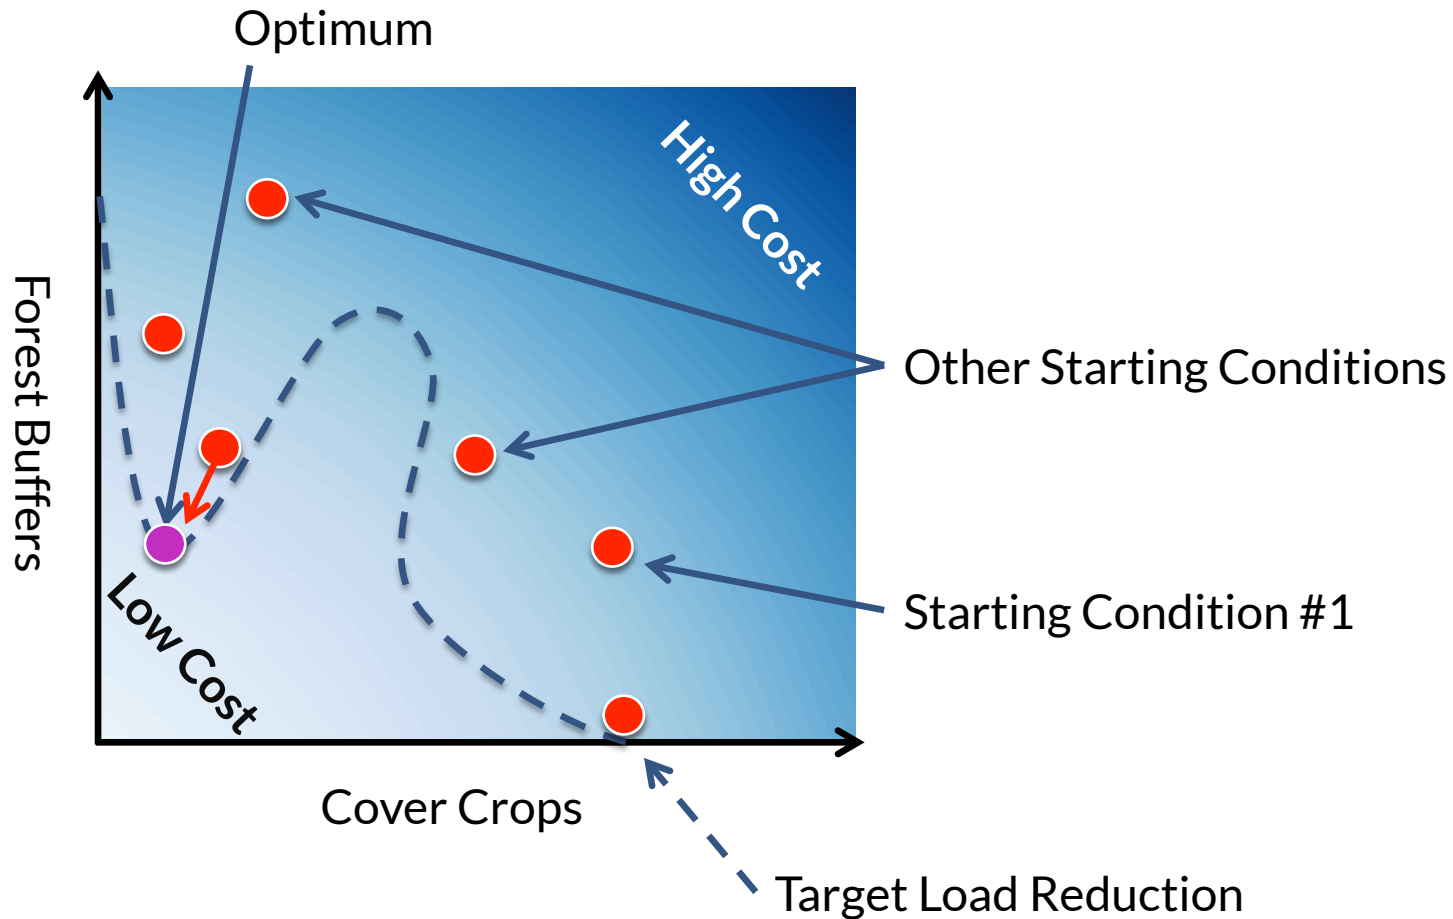 Optimum
High Cost
Forest Buffers
Other Starting Conditions
Low Cost
Starting Condition #1
Cover Crops
Target Load Reduction